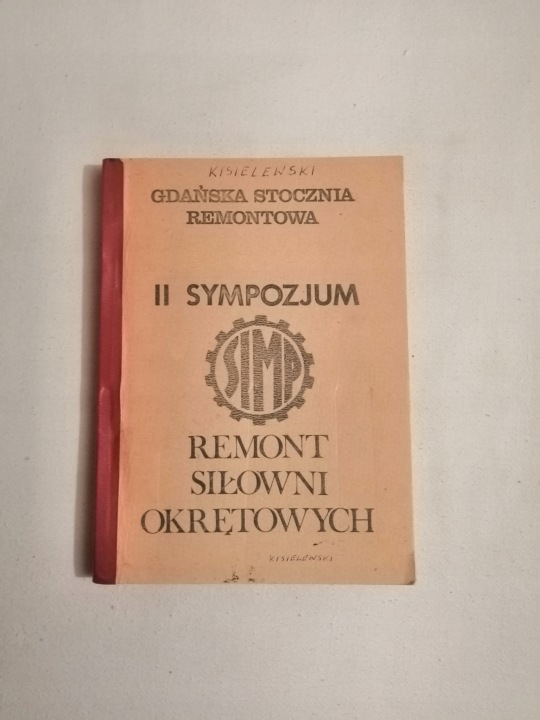 KISIELEWSKI
GDAŃSKA STOCZNIA
REMONTOWA
II SYMPOZJUM
SIMP
REMONT
SIŁOWNI
OKRĘTOWYCH
KISIELEWSKI